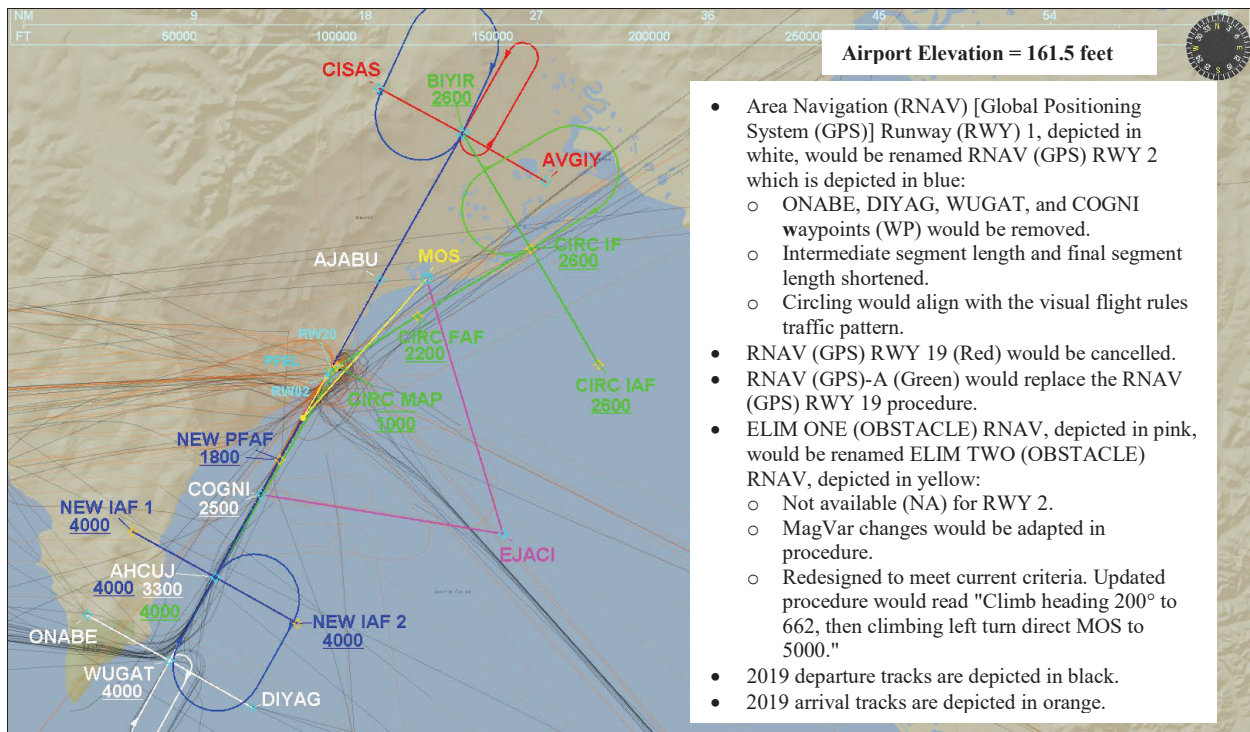 NM 9 18 27 36 45 54 63
FT 50000 100000 150000 200000 250000
Airport Elevation = 161.5 feet
CISAS
BIYIR
2600
AVGIY
CIRC IF
2600
MOS
AJABU
CIRC FAF
2200
RW20
PFEL
RW02
CIRC MAP
1000
CIRC IAF
2600
NEW PFAF
1800
COGNI
2500
NEW IAF 1
4000
EJACI
AHCUJ
4000 3300
4000
NEW IAF 2
4000
ONABE
WUGAT
4000
DIYAG
• Area Navigation (RNAV) [Global Positioning
System (GPS)] Runway (RWY) 1, depicted in
white, would be renamed RNAV (GPS) RWY 2
which is depicted in blue:
o ONABE, DIYAG, WUGAT, and COGNI
waypoints (WP) would be removed.
o Intermediate segment length and final segment
length shortened.
o Circling would align with the visual flight rules
traffic pattern.
• RNAV (GPS) RWY 19 (Red) would be cancelled.
• RNAV (GPS)-A (Green) would replace the RNAV
(GPS) RWY 19 procedure.
• ELIM ONE (OBSTACLE) RNAV, depicted in pink,
would be renamed ELIM TWO (OBSTACLE)
RNAV, depicted in yellow:
o Not available (NA) for RWY 2.
o MagVar changes would be adapted in
procedure.
o Redesigned to meet current criteria. Updated
procedure would read "Climb heading 200° to
662, then climbing left turn direct MOS to
5000."
• 2019 departure tracks are depicted in black.
• 2019 arrival tracks are depicted in orange.